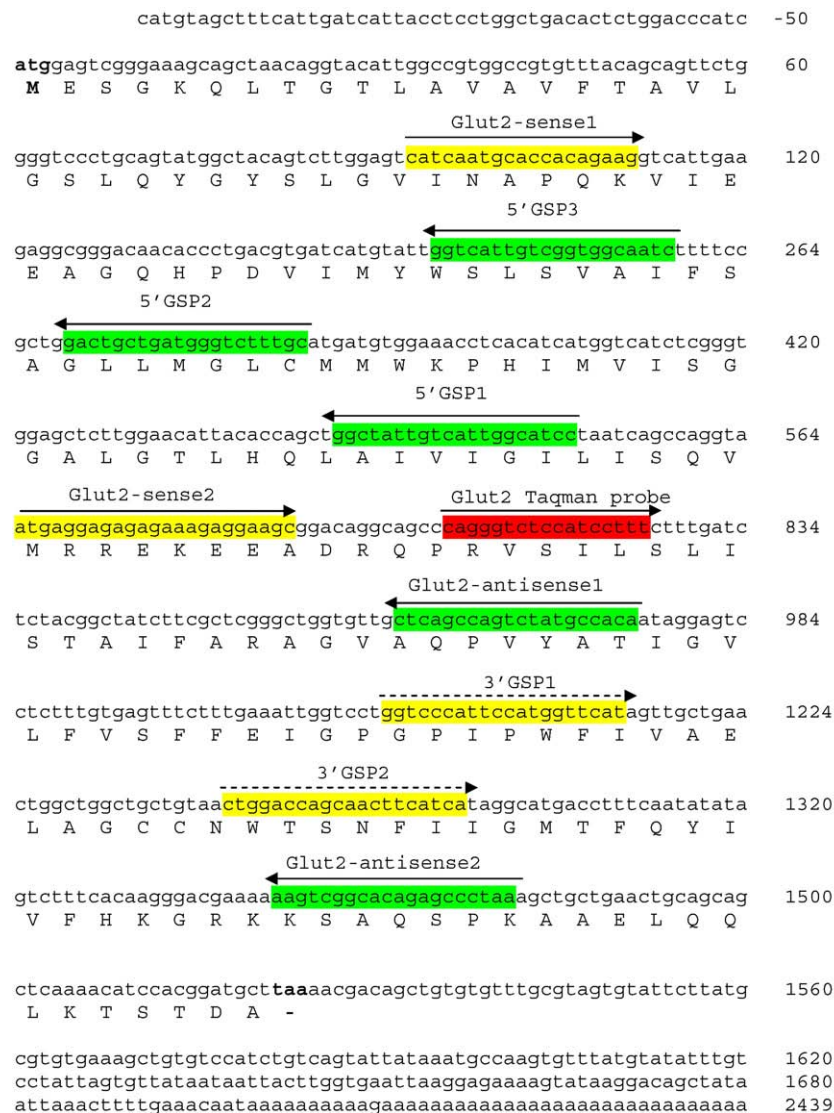 catgtagctttcattgatcattacctcctggctgacactctggacccatc -50
atggagtcgggaaagcagctaacaggtacattggccgtggccgtgtttacagcagttctg 60
M E S G K Q L T G T L A V A V F T A V L
Glut2-sense1
gggtccctgcagtatggctacagtcttggagtcatcaatgcaccacagaaggtcattgaa 120
G S L Q Y G Y S L G V I N A P Q K V I E
5'GSP3
gaggcgggacaacaccctgacgtgatcatgtattggtcattgtcggtggcaatcttttcc 264
E A G Q H P D V I M Y W S L S V A I F S
5'GSP2
gctggactgctgatgggtctttgcatgatgtggaaacctcacatcatggtcatctcgggt 420
A G L L M G L C M M W K P H I M V I S G
5'GSP1
ggagctcttggaacattacaccagctggctattgtcattggcatcctaatcagccaggta 564
G A L G T L H Q L A I V I G I L I S Q V
Glut2-sense2 Glut2 Taqman probe
atgaggagagagaaagaggaagcggacaggcagcccagggtctccatcctttctttgatc 834
M R R E K E E A D R Q P R V S I L S L I
Glut2-antisense1
tctacggctatcttcgctcgggctggtgttgctcagccagtctatgccacaataggagtc 984
S T A I F A R A G V A Q P V Y A T I G V
3'GSP1
ctctttgtgagtttctttgaaattggtcctggtcccattccatggttcatagttgctgaa 1224
L F V S F F E I G P G P I P W F I V A E
3'GSP2
ctggctggctgctgtaactggaccagcaacttcatcataggcatgacctttcaatatata 1320
L A G C C N W T S N F I I G M T F Q Y I
Glut2-antisense2
gtctttcacaagggacgaaaaaagtcggcacagagccctaaagctgctgaactgcagcag 1500
V F H K G R K K S A Q S P K A A E L Q Q
ctcaaaacatccacggatgcttaaaacgacagctgtgtgtttgcgtagtgtattcttatg 1560
L K T S T D A -
cgtgtgaaagctgtgtccatctgtcagtattataaatgccaagtgtttatgtatatttgt 1620
cctattagtgttataataattacttggtgaattaaggagaaaagtataaggacagctata 1680
attaaacttttgaaacaataaaaaaaaagaaaaaaaaaaaaaaaaaaaaaaaaaaaaaaa 2439